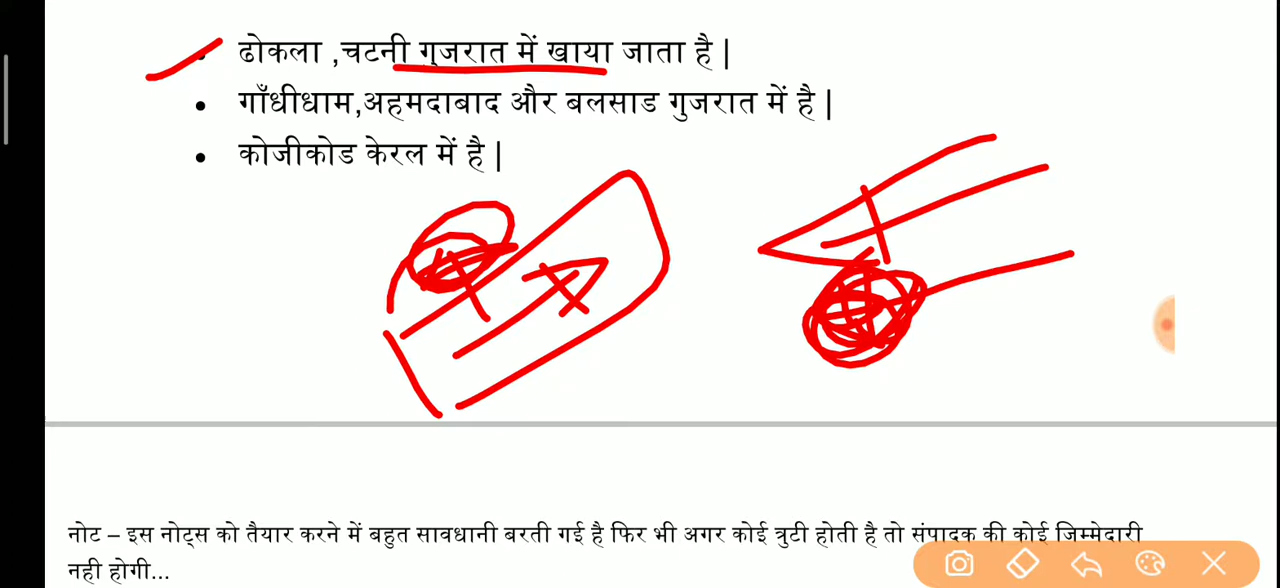 ढोकला ,चटनी गुजरात में खाया जाता है |
गाँधीधाम,अहमदाबाद और बलसाड गुजरात में है |
कोजीकोड केरल में है |
नोट – इस नोट्स को तैयार करने में बहुत सावधानी बरती गई है फिर भी अगर कोई त्रुटी होती है तो संपादक की कोई जिम्मेदारी
नही होगी...